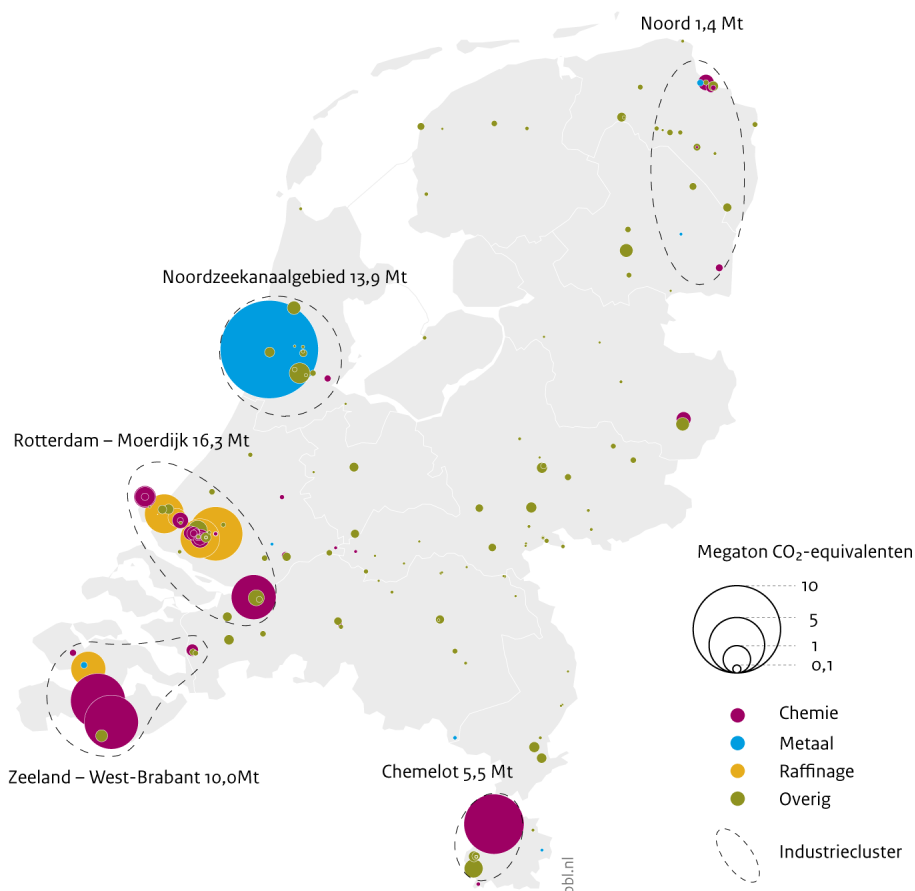 Noord 1,4 Mt
Noordzeekanaalgebied 13,9 Mt
Rotterdam – Moerdijk 16,3 Mt
Megaton CO₂-equivalenten
10
5
1
0,1
Chemie
Metaal
Raffinage
Overig
Industriecluster
Zeeland – West-Brabant 10,0Mt
Chemelot 5,5 Mt
pbl.nl